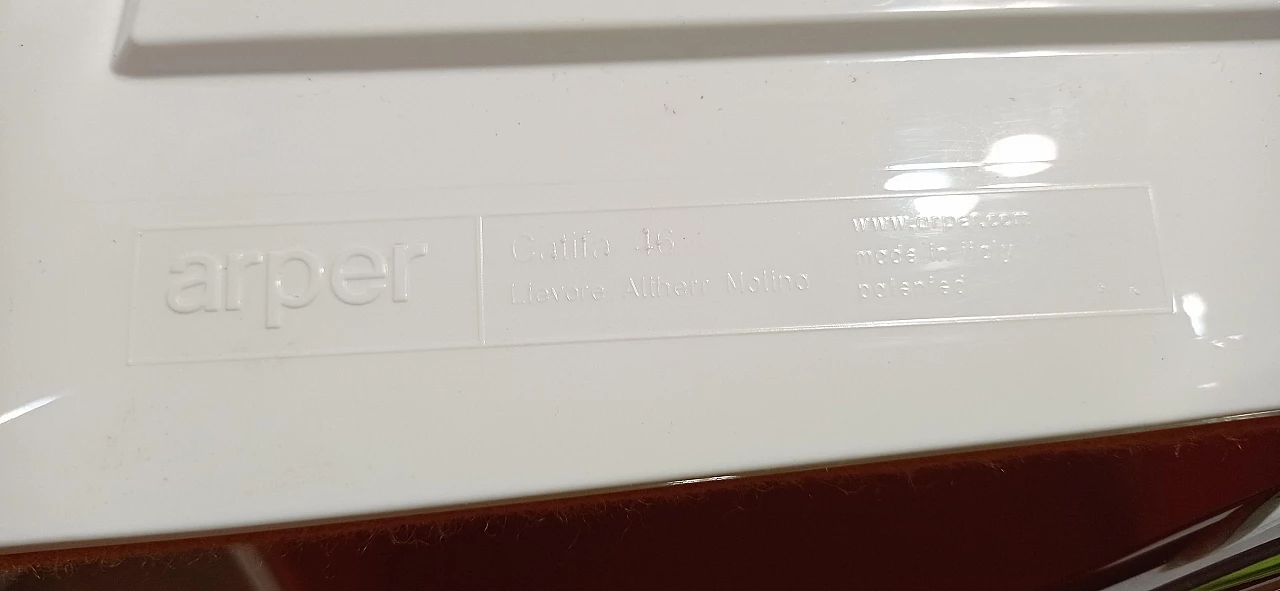 arper
Catifa 46
Lievore Altherr Molina
www.arper.com
made in Italy
patented